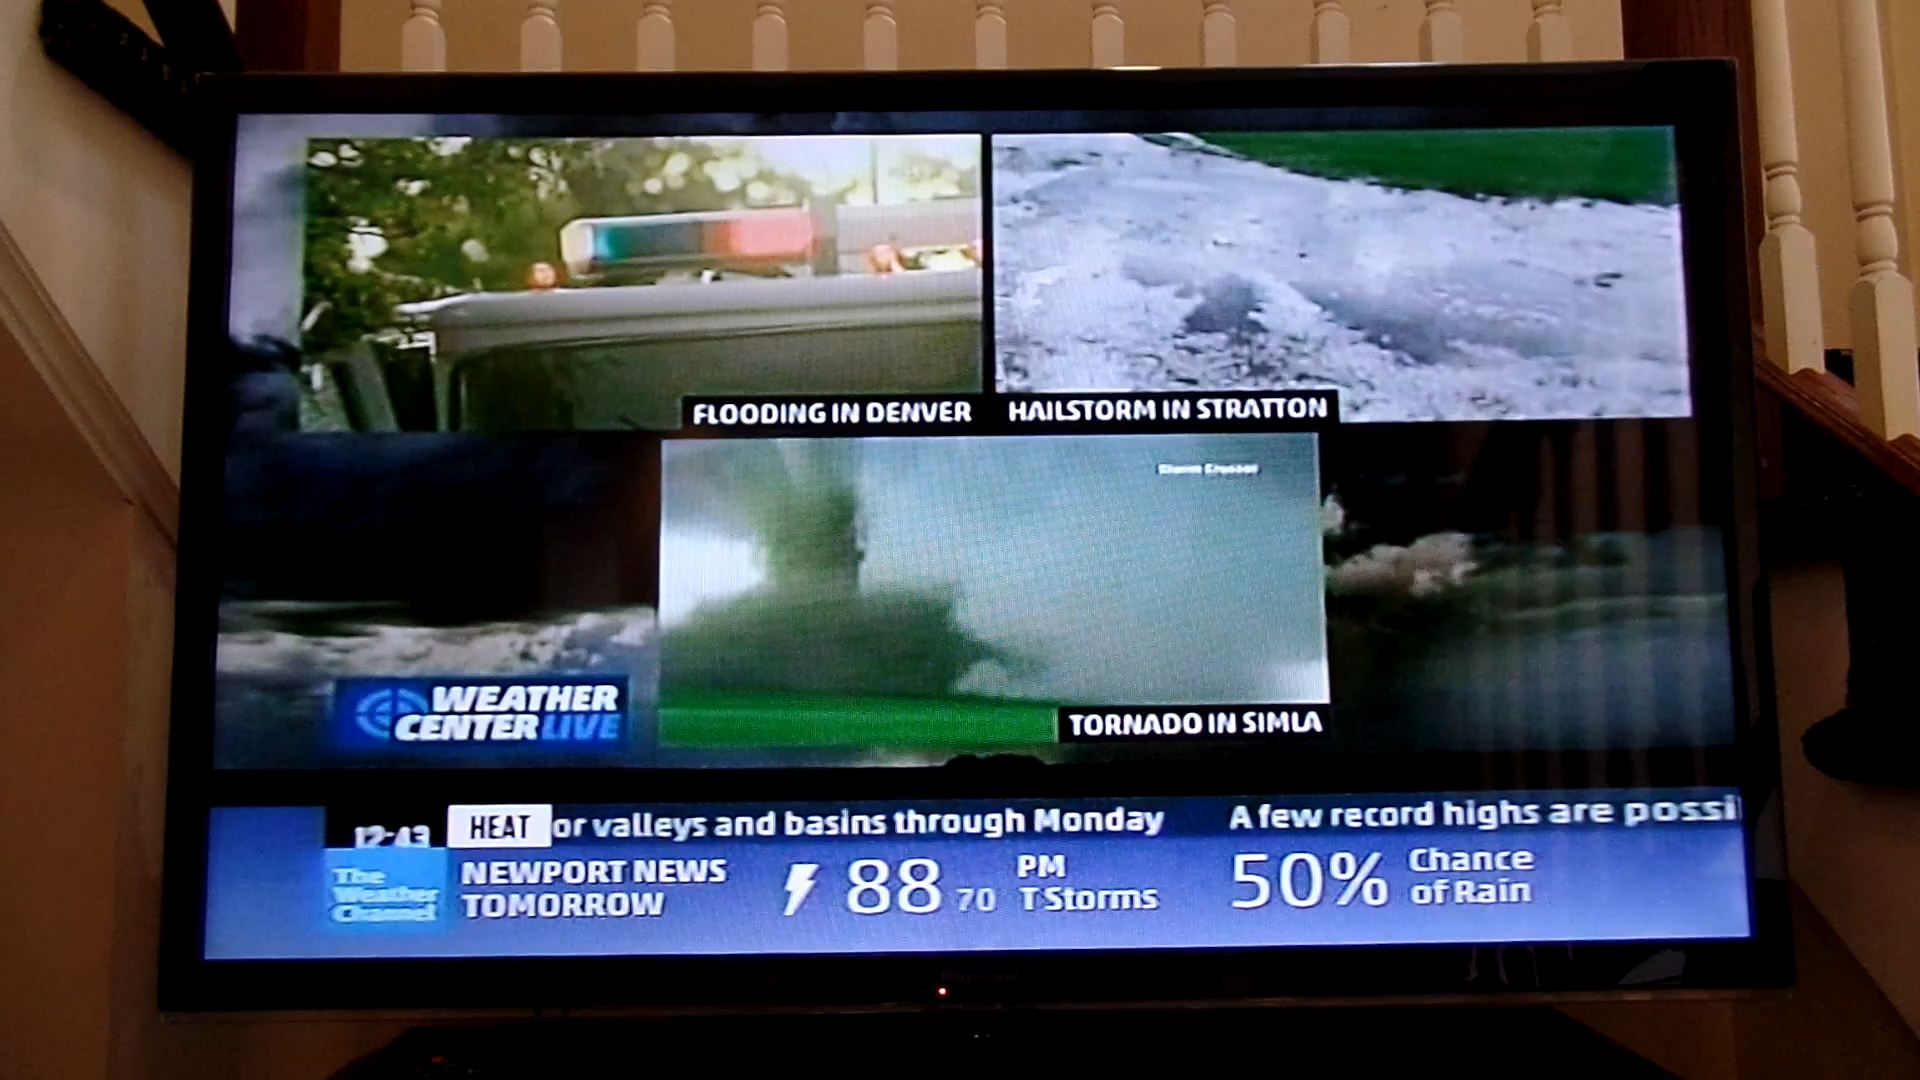 FLOODING IN DENVER
HAILSTORM IN STRATTON
TORNADO IN SIMLA
WEATHER
CENTER LIVE
12:43
HEAT
or valleys and basins through Monday
A few record highs are possi
The
Weather
Channel
NEWPORT NEWS
TOMORROW
88 70
PM
T Storms
50%
Chance
of Rain